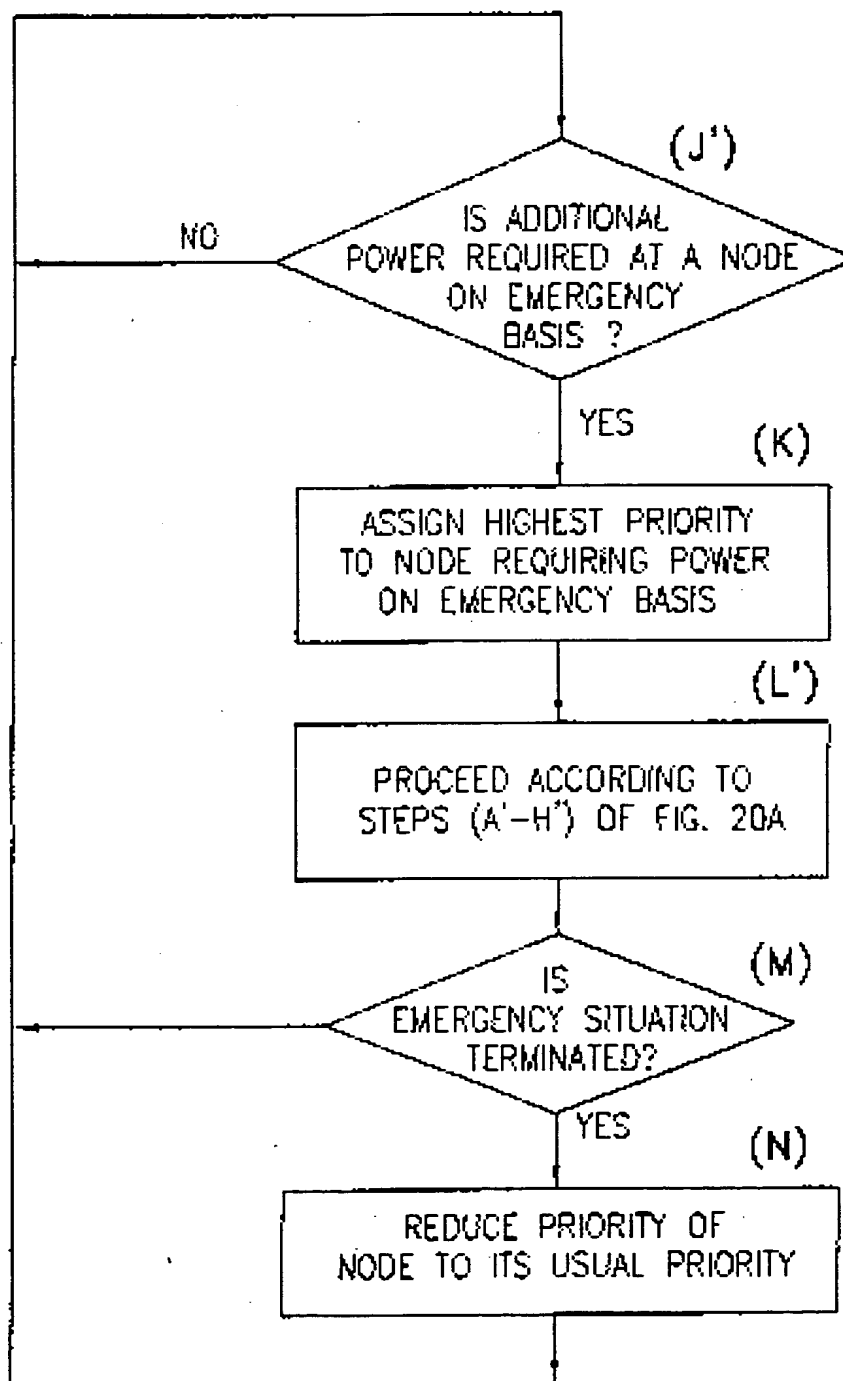 (J')
IS ADDITIONAL
POWER REQUIRED AT A NODE
ON EMERGENCY
BASIS ?
NO
YES
(K)
ASSIGN HIGHEST PRIORITY
TO NODE REQUIRING POWER
ON EMERGENCY BASIS
(L')
PROCEED ACCORDING TO
STEPS (A'-H') OF FIG. 20A
(M)
IS
EMERGENCY SITUATION
TERMINATED?
YES
(N)
REDUCE PRIORITY OF
NODE TO ITS USUAL PRIORITY